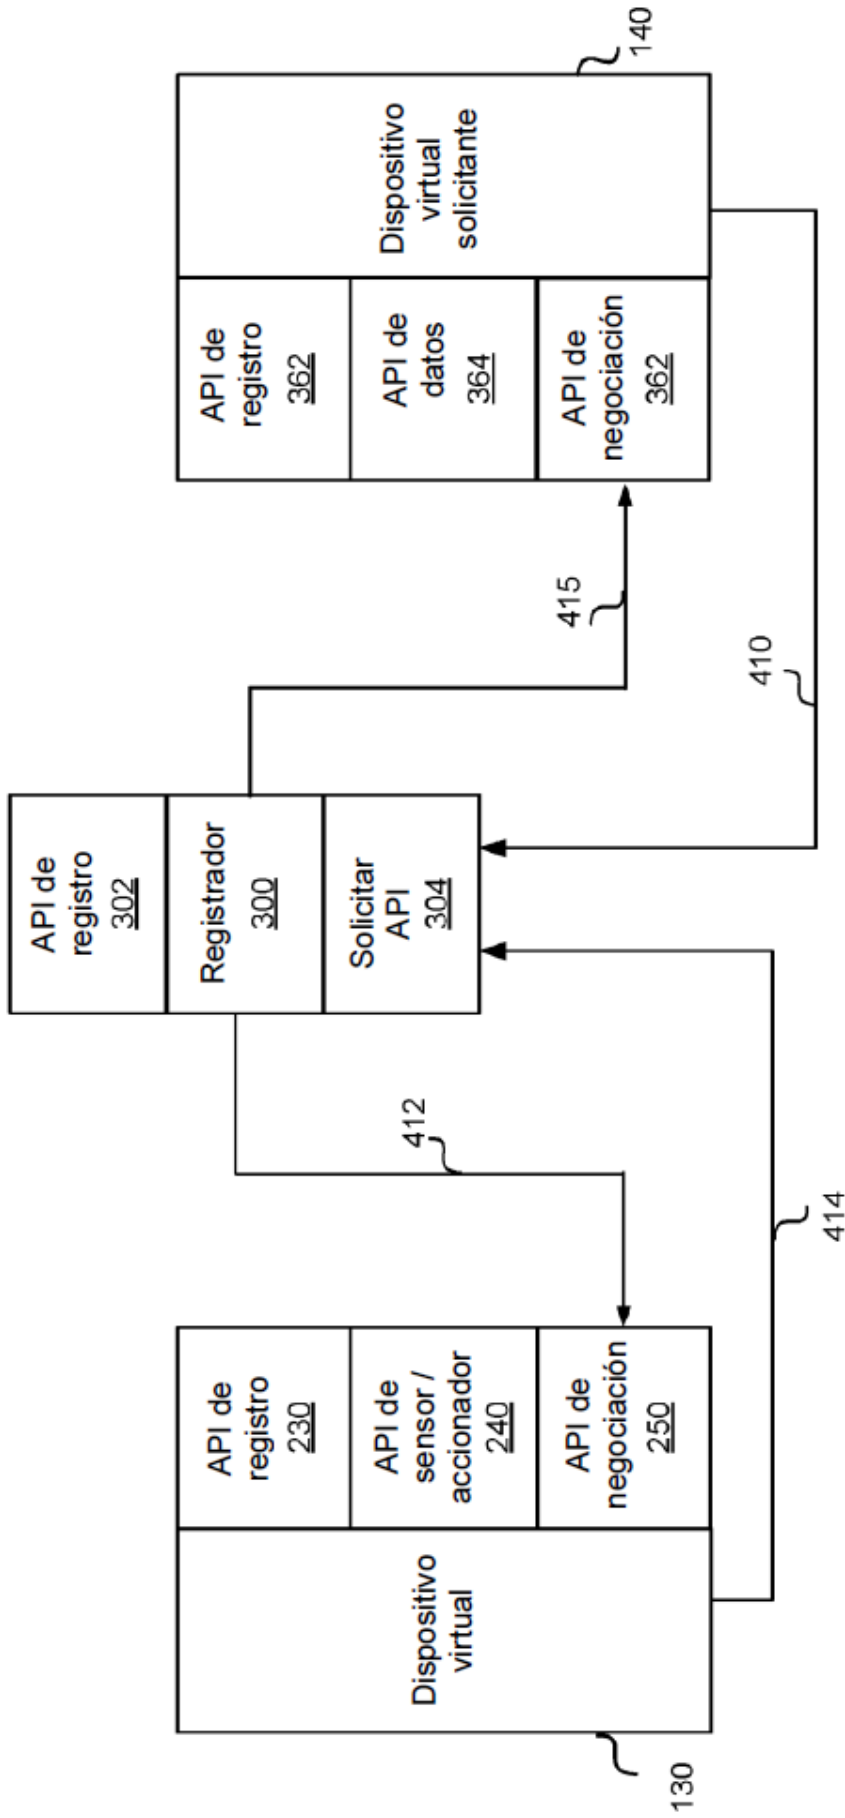 API de
registro
302
Registrador
300
Solicitar
API
304
Dispositivo
virtual
130
API de
registro
230
API de
sensor /
accionador
240
API de
negociación
250
412
414
415
410
API de
registro
362
API de
datos
364
API de
negociación
362
Dispositivo
virtual
solicitante
140